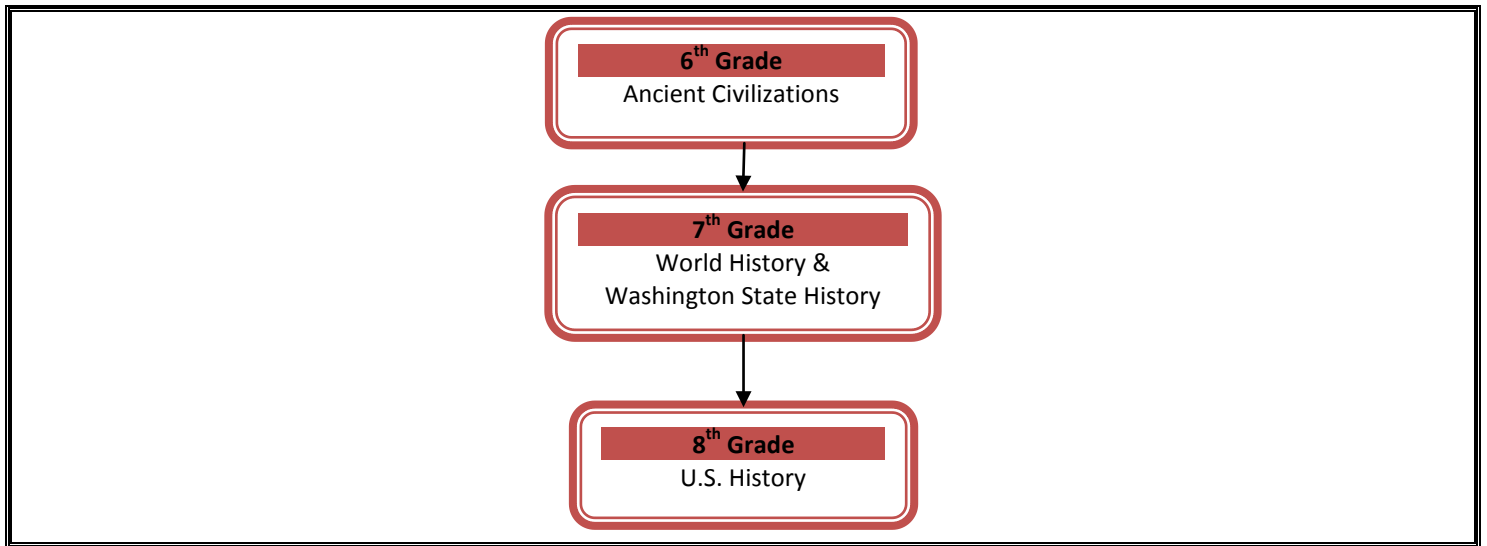 6th Grade
Ancient Civilizations
7th Grade
World History &
Washington State History
8th Grade
U.S. History